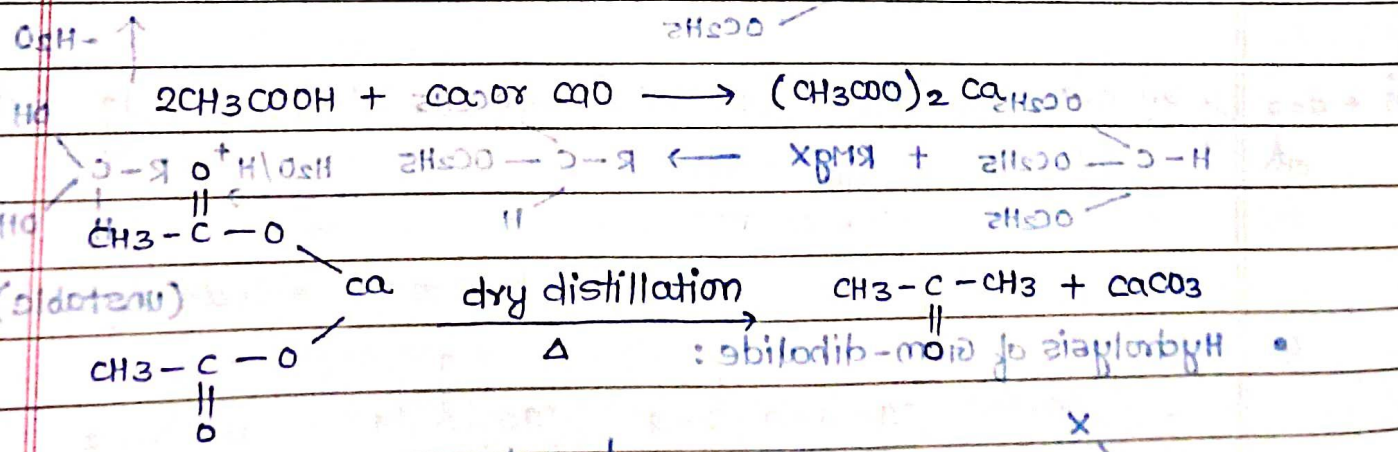 2CH3COOH + Ca or CaO ⟶ (CH3COO)2 Ca
O
||
CH3 - C - O
Ca dry distillation CH3 - C - CH3 + CaCO3
Δ ||
O
CH3 - C - O
||
O
X